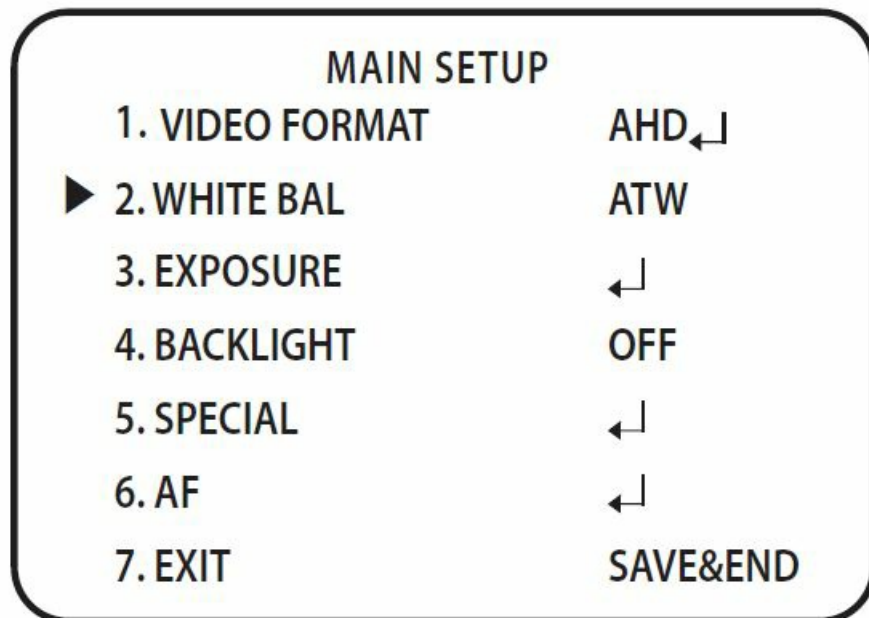 MAIN SETUP
1. VIDEO FORMAT AHD↲
▶ 2. WHITE BAL ATW
3. EXPOSURE ↲
4. BACKLIGHT OFF
5. SPECIAL ↲
6. AF ↲
7. EXIT SAVE&END